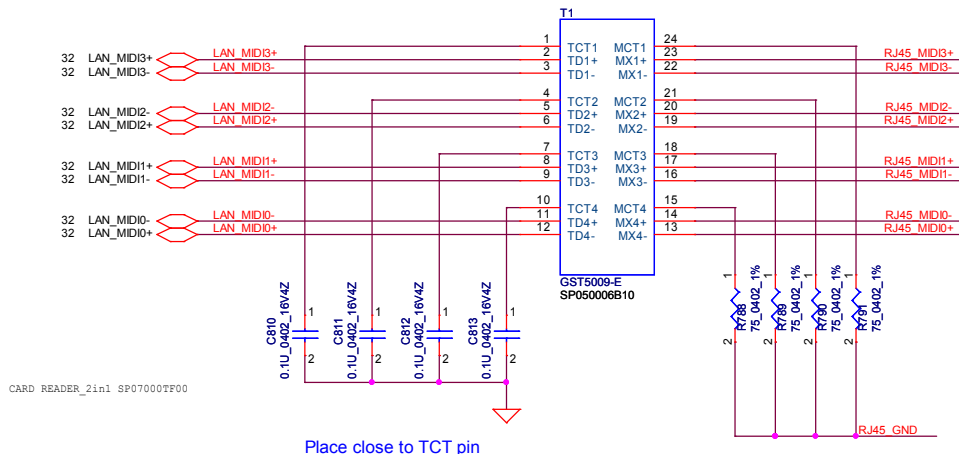 T1
1 TCT1 MCT1 24
32 LAN_MIDI3+ LAN_MIDI3+ 2 TD1+ MX1+ 23 RJ45_MIDI3+
32 LAN_MIDI3- LAN_MIDI3- 3 TD1- MX1- 22 RJ45_MIDI3-
4 TCT2 MCT2 21
32 LAN_MIDI2- LAN_MIDI2- 5 TD2+ MX2+ 20 RJ45_MIDI2-
32 LAN_MIDI2+ LAN_MIDI2+ 6 TD2- MX2- 19 RJ45_MIDI2+
7 TCT3 MCT3 18
32 LAN_MIDI1+ LAN_MIDI1+ 8 TD3+ MX3+ 17 RJ45_MIDI1+
32 LAN_MIDI1- LAN_MIDI1- 9 TD3- MX3- 16 RJ45_MIDI1-
10 TCT4 MCT4 15
32 LAN_MIDI0- LAN_MIDI0- 11 TD4+ MX4+ 14 RJ45_MIDI0-
32 LAN_MIDI0+ LAN_MIDI0+ 12 TD4- MX4- 13 RJ45_MIDI0+
GST5009-E
SP050006B10
1 1 1 1
C810
0.1U_0402_16V4Z
C811
0.1U_0402_16V4Z
C812
0.1U_0402_16V4Z
C813
0.1U_0402_16V4Z
2 2 2 2
1 1 1 1
R788
75_0402_1%
R789
75_0402_1%
R790
75_0402_1%
R791
75_0402_1%
2 2 2 2
CARD READER_2in1 SP07000TF00
RJ45_GND
Place close to TCT pin